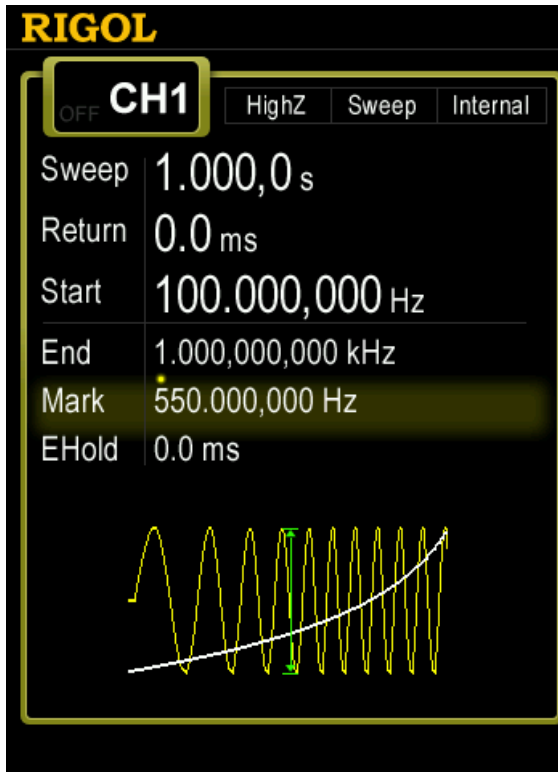 RIGOL
OFF CH1 HighZ Sweep Internal
Sweep 1.000,0 s
Return 0.0 ms
Start 100.000,000 Hz
End 1.000,000,000 kHz
Mark 550.000,000 Hz
EHold 0.0 ms